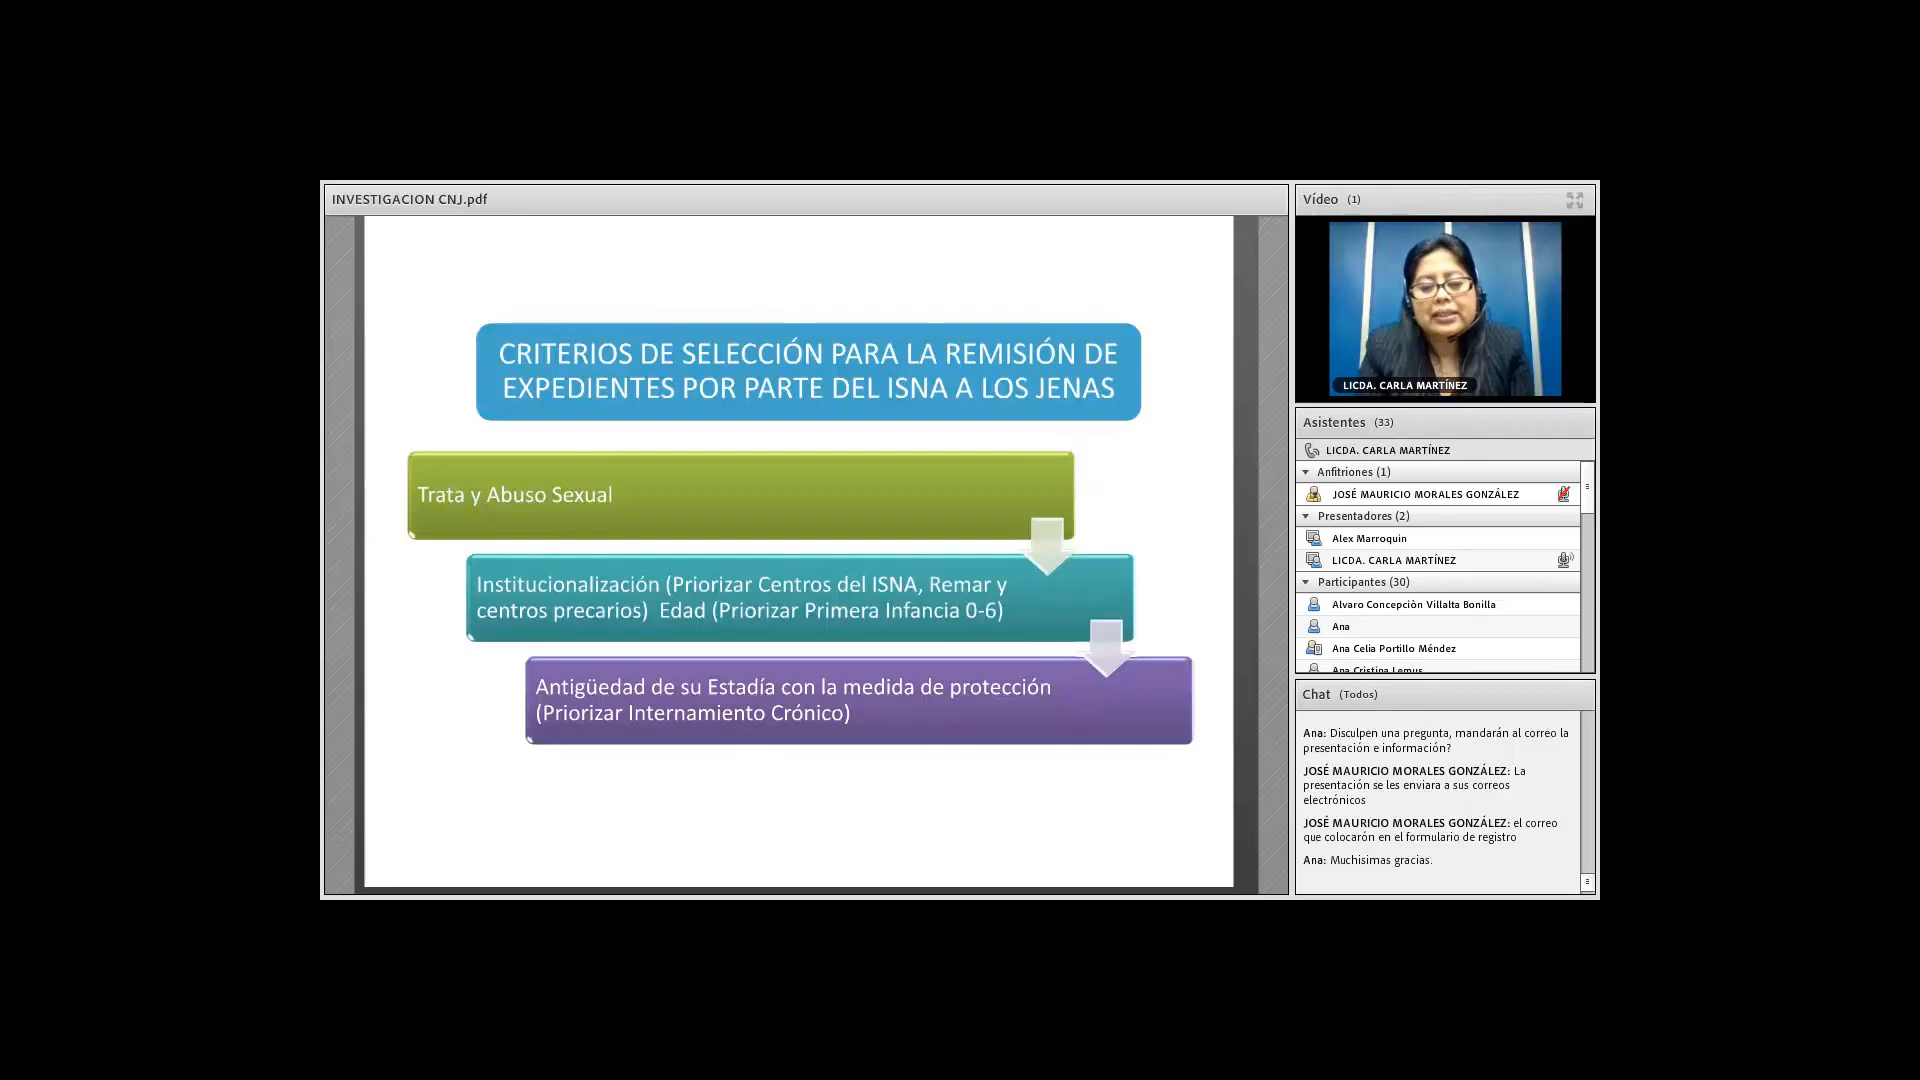 INVESTIGACION CNJ.pdf
CRITERIOS DE SELECCIÓN PARA LA REMISIÓN DE
EXPEDIENTES POR PARTE DEL ISNA A LOS JENAS
Trata y Abuso Sexual
Institucionalización (Priorizar Centros del ISNA, Remar y
centros precarios)  Edad (Priorizar Primera Infancia 0-6)
Antigüedad de su Estadía con la medida de protección
(Priorizar Internamiento Crónico)
Vídeo (1)
LICDA. CARLA MARTÍNEZ
Asistentes (33)
LICDA. CARLA MARTÍNEZ
Anfitriones (1)
JOSÉ MAURICIO MORALES GONZÁLEZ
Presentadores (2)
Alex Marroquin
LICDA. CARLA MARTÍNEZ
Participantes (30)
Alvaro Concepciòn Villalta Bonilla
Ana
Ana Celia Portillo Méndez
Ana Cristina Lemus
Chat (Todos)
Ana: Disculpen una pregunta, mandarán al correo la
presentación e información?
JOSÉ MAURICIO MORALES GONZÁLEZ: La
presentación se les enviara a sus correos
electrónicos
JOSÉ MAURICIO MORALES GONZÁLEZ: el correo
que colocarón en el formulario de registro
Ana: Muchisimas gracias.